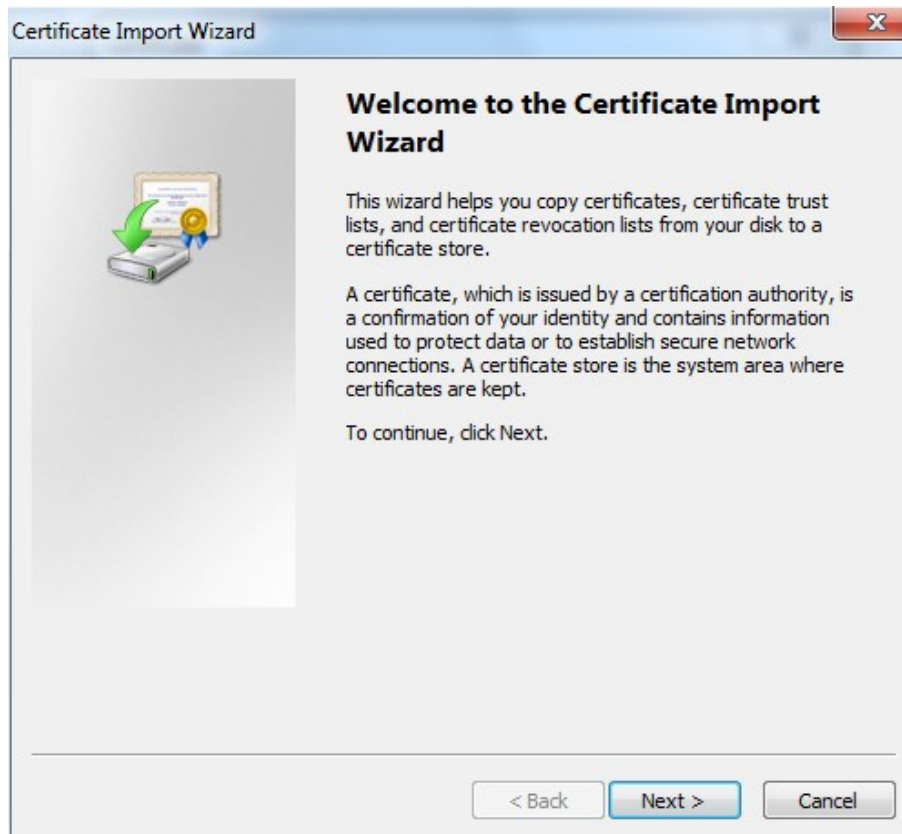 Certificate Import Wizard
Welcome to the Certificate Import
Wizard
This wizard helps you copy certificates, certificate trust
lists, and certificate revocation lists from your disk to a
certificate store.
A certificate, which is issued by a certification authority, is
a confirmation of your identity and contains information
used to protect data or to establish secure network
connections. A certificate store is the system area where
certificates are kept.
To continue, click Next.
< Back Next > Cancel